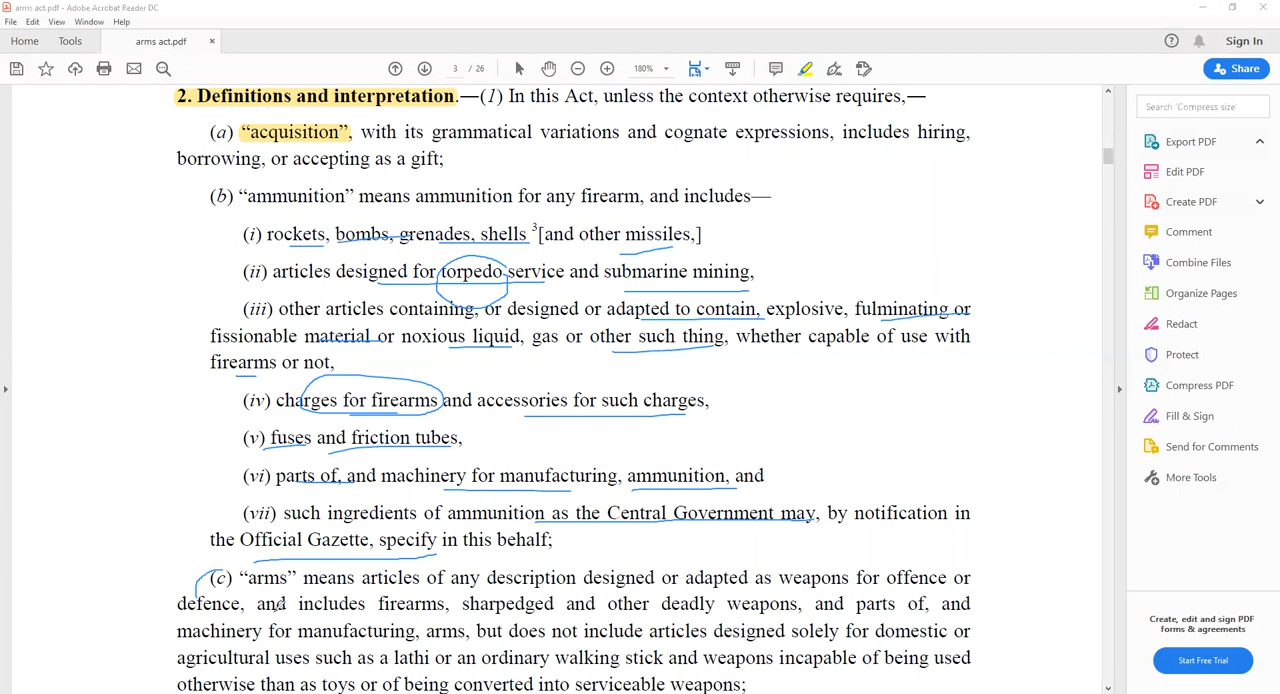 arms act.pdf - Adobe Acrobat Reader DC
File Edit View Window Help
Home Tools arms act.pdf × Sign In
3 / 26 180% Share
2. Definitions and interpretation.—(1) In this Act, unless the context otherwise requires,—
(a) “acquisition”, with its grammatical variations and cognate expressions, includes hiring,
borrowing, or accepting as a gift;
(b) “ammunition” means ammunition for any firearm, and includes—
(i) rockets, bombs, grenades, shells 3[and other missiles,]
(ii) articles designed for torpedo service and submarine mining,
(iii) other articles containing, or designed or adapted to contain, explosive, fulminating or
fissionable material or noxious liquid, gas or other such thing, whether capable of use with
firearms or not,
(iv) charges for firearms and accessories for such charges,
(v) fuses and friction tubes,
(vi) parts of, and machinery for manufacturing, ammunition, and
(vii) such ingredients of ammunition as the Central Government may, by notification in
the Official Gazette, specify in this behalf;
(c) “arms” means articles of any description designed or adapted as weapons for offence or
defence, and includes firearms, sharpedged and other deadly weapons, and parts of, and
machinery for manufacturing, arms, but does not include articles designed solely for domestic or
agricultural uses such as a lathi or an ordinary walking stick and weapons incapable of being used
otherwise than as toys or of being converted into serviceable weapons;
Search 'Compress size'
Export PDF
Edit PDF
Create PDF
Comment
Combine Files
Organize Pages
Redact
Protect
Compress PDF
Fill & Sign
Send for Comments
More Tools
Create, edit and sign PDF
forms & agreements
Start Free Trial